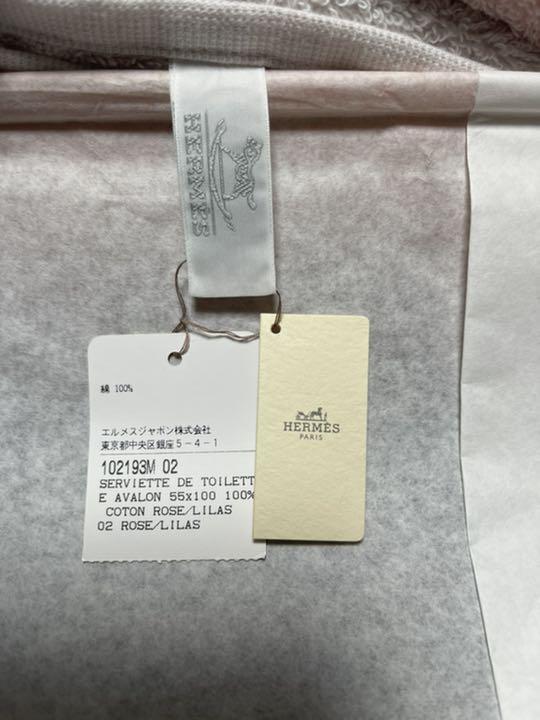 HERMES
綿 100%
エルメスジャポン株式会社
東京都中央区銀座5-4-1
102193M 02
SERVIETTE DE TOILETT
E AVALON 55x100 100%
COTON ROSE/LILAS
02 ROSE/LILAS
HERMÈS
PARIS